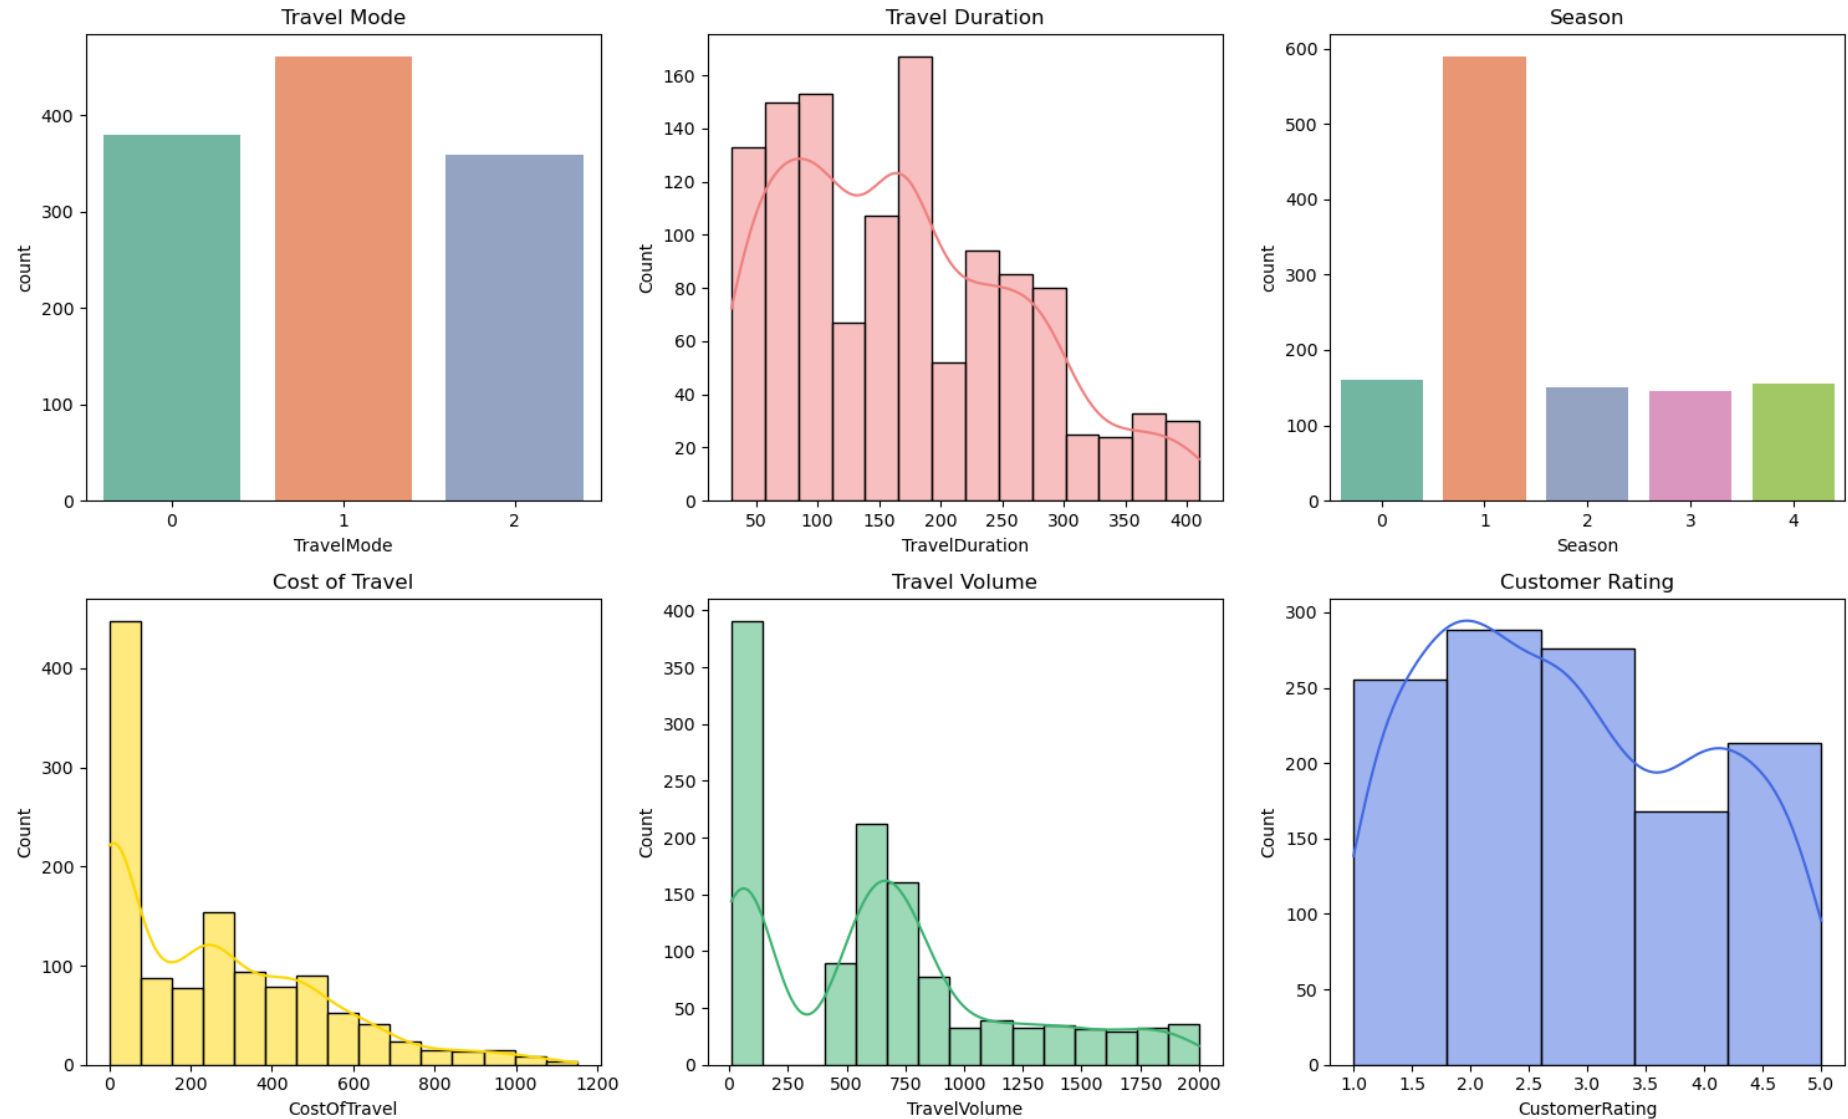 Travel Mode
count
400
300
200
100
0
0 1 2
TravelMode
Travel Duration
Count
160
140
120
100
80
60
40
20
0
50 100 150 200 250 300 350 400
TravelDuration
Season
count
600
500
400
300
200
100
0
0 1 2 3 4
Season
Cost of Travel
Count
400
300
200
100
0
0 200 400 600 800 1000 1200
CostOfTravel
Travel Volume
Count
400
350
300
250
200
150
100
50
0
0 250 500 750 1000 1250 1500 1750 2000
TravelVolume
Customer Rating
Count
300
250
200
150
100
50
0
1.0 1.5 2.0 2.5 3.0 3.5 4.0 4.5 5.0
CustomerRating